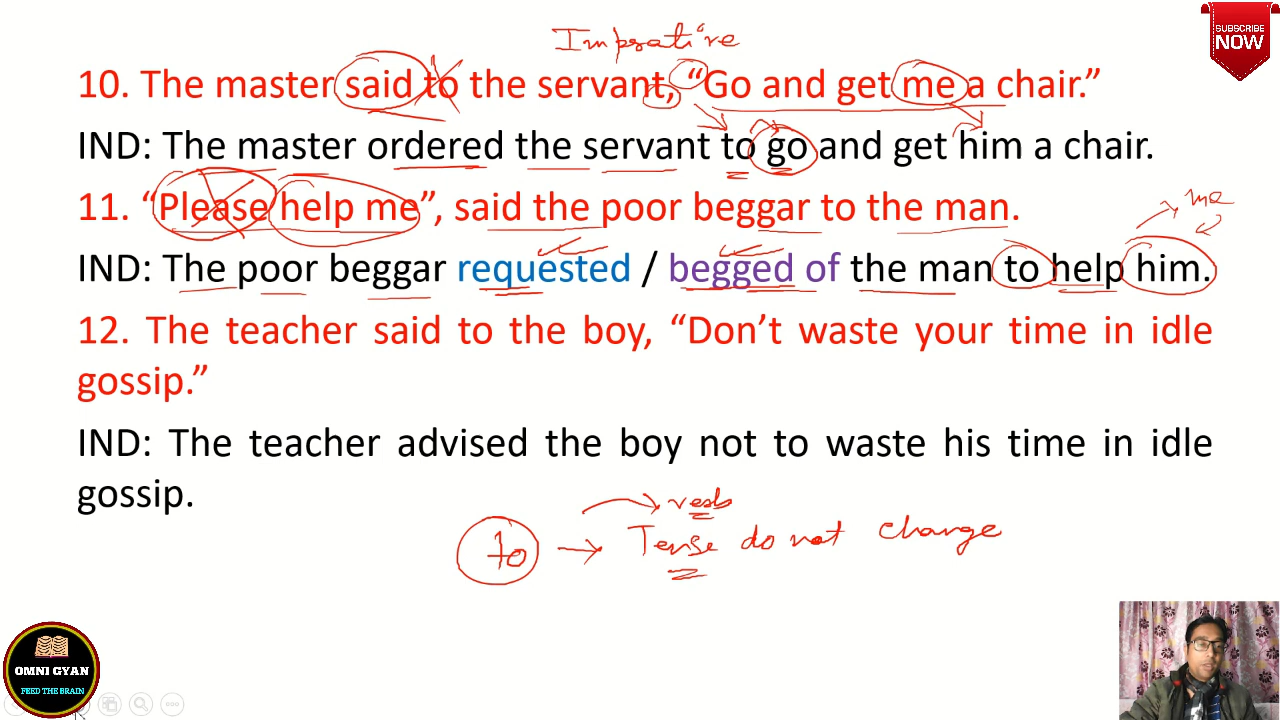 Imperative
SUBSCRIBE
NOW
10. The master said to the servant, “Go and get me a chair.”
IND: The master ordered the servant to go and get him a chair.
11. “Please help me”, said the poor beggar to the man.
me
IND: The poor beggar requested / begged of the man to help him.
12. The teacher said to the boy, “Don’t waste your time in idle
gossip.”
IND: The teacher advised the boy not to waste his time in idle
gossip.
verb
to → Tense do not change
OMNI GYAN
FEED THE BRAIN